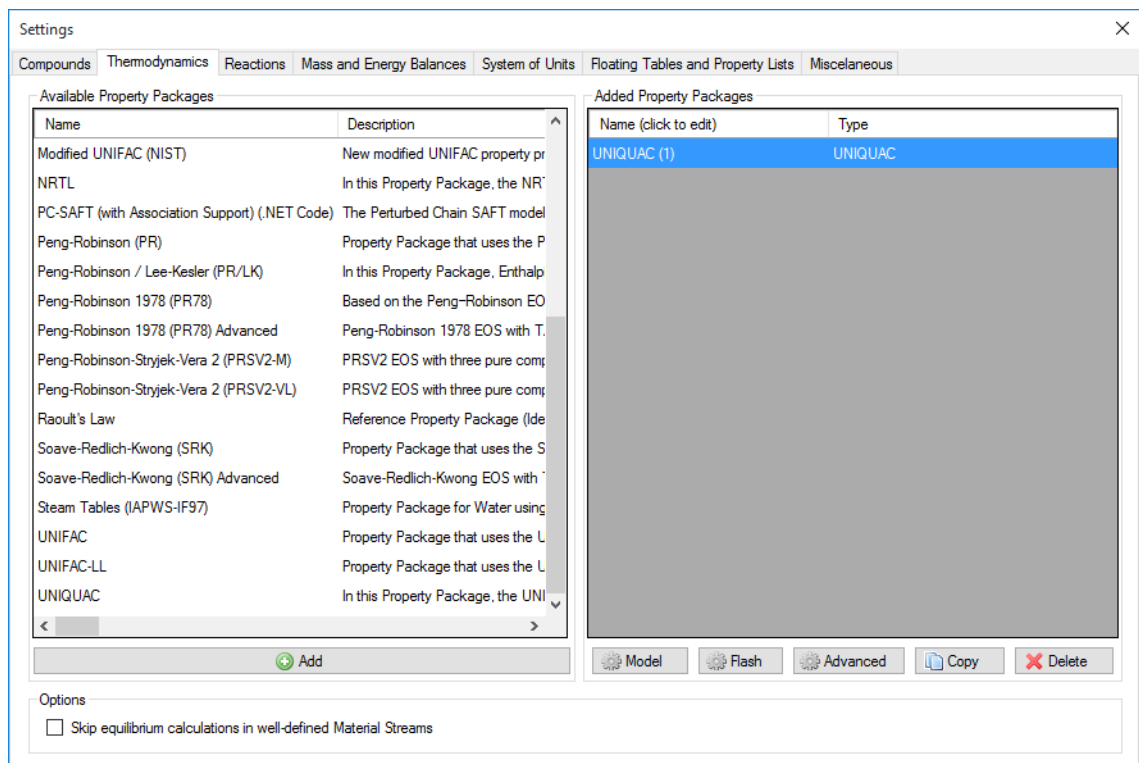 Settings
Compounds Thermodynamics Reactions Mass and Energy Balances System of Units Floating Tables and Property Lists Miscelaneous
Available Property Packages
Name Description
Modified UNIFAC (NIST) New modified UNIFAC property pr
NRTL In this Property Package, the NRT
PC-SAFT (with Association Support) (.NET Code) The Perturbed Chain SAFT model
Peng-Robinson (PR) Property Package that uses the P
Peng-Robinson / Lee-Kesler (PR/LK) In this Property Package, Enthalp
Peng-Robinson 1978 (PR78) Based on the Peng-Robinson EO
Peng-Robinson 1978 (PR78) Advanced Peng-Robinson 1978 EOS with T.
Peng-Robinson-Stryjek-Vera 2 (PRSV2-M) PRSV2 EOS with three pure comp
Peng-Robinson-Stryjek-Vera 2 (PRSV2-VL) PRSV2 EOS with three pure comp
Raoult's Law Reference Property Package (Ide
Soave-Redlich-Kwong (SRK) Property Package that uses the S
Soave-Redlich-Kwong (SRK) Advanced Soave-Redlich-Kwong EOS with
Steam Tables (IAPWS-IF97) Property Package for Water using
UNIFAC Property Package that uses the U
UNIFAC-LL Property Package that uses the U
UNIQUAC In this Property Package, the UNI
Add
Added Property Packages
Name (click to edit) Type
UNIQUAC (1) UNIQUAC
Model Flash Advanced Copy Delete
Options
Skip equilibrium calculations in well-defined Material Streams